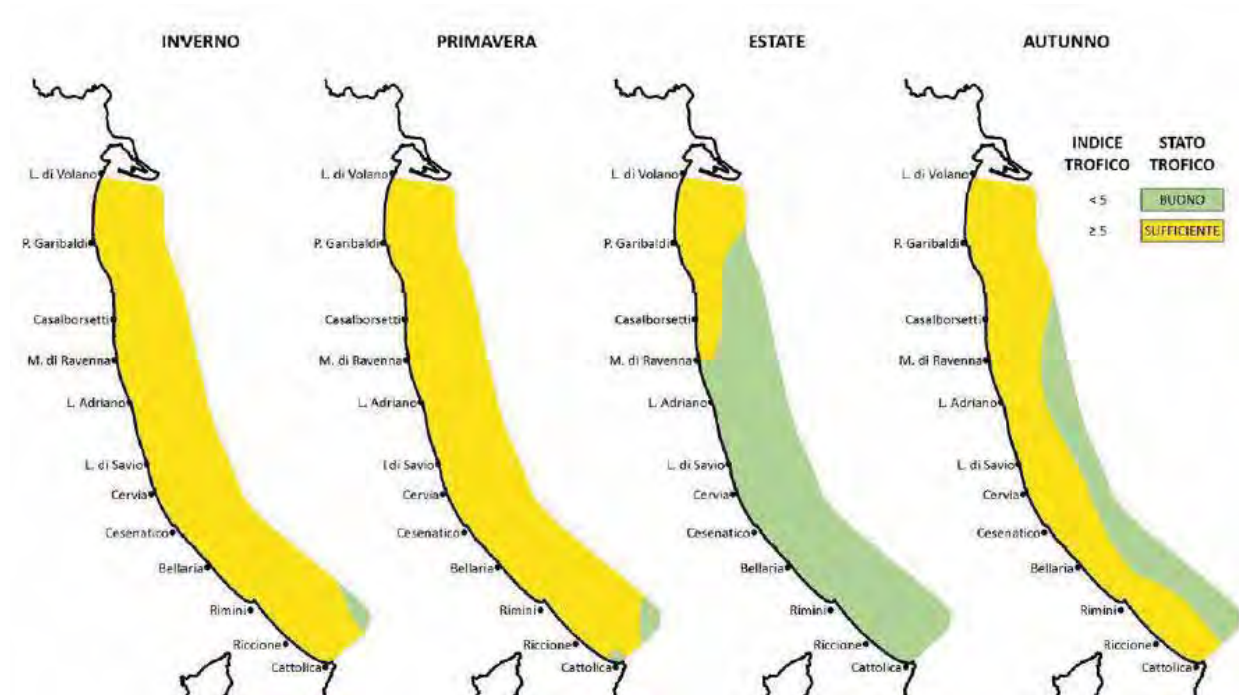 INVERNO
L. di Volano
P. Garibaldi
Casalborsetti
M. di Ravenna
L. Adriano
L. di Savio
Cervia
Cesenatico
Bellaria
Rimini
Riccione
Cattolica
PRIMAVERA
L. di Volano
P. Garibaldi
Casalborsetti
M. di Ravenna
L. Adriano
l di Savio
Cervia
Cesenatico
Bellaria
Rimini
Riccione
Cattolica
ESTATE
L. di Volano
P. Garibaldi
Casalborsetti
M. di Ravenna
L. Adriano
L. di Savio
Cervia
Cesenatico
Bellaria
Rimini
Riccione
Cattolica
AUTUNNO
L. di Volano
P. Garibaldi
Casalborsetti
M. di Ravenna
L. Adriano
L. di Savio
Cervia
Cesenatico
Bellaria
Rimini
Riccione
Cattolica
INDICE STATO
TROFICO TROFICO
< 5 BUONO
≥ 5 SUFFICIENTE